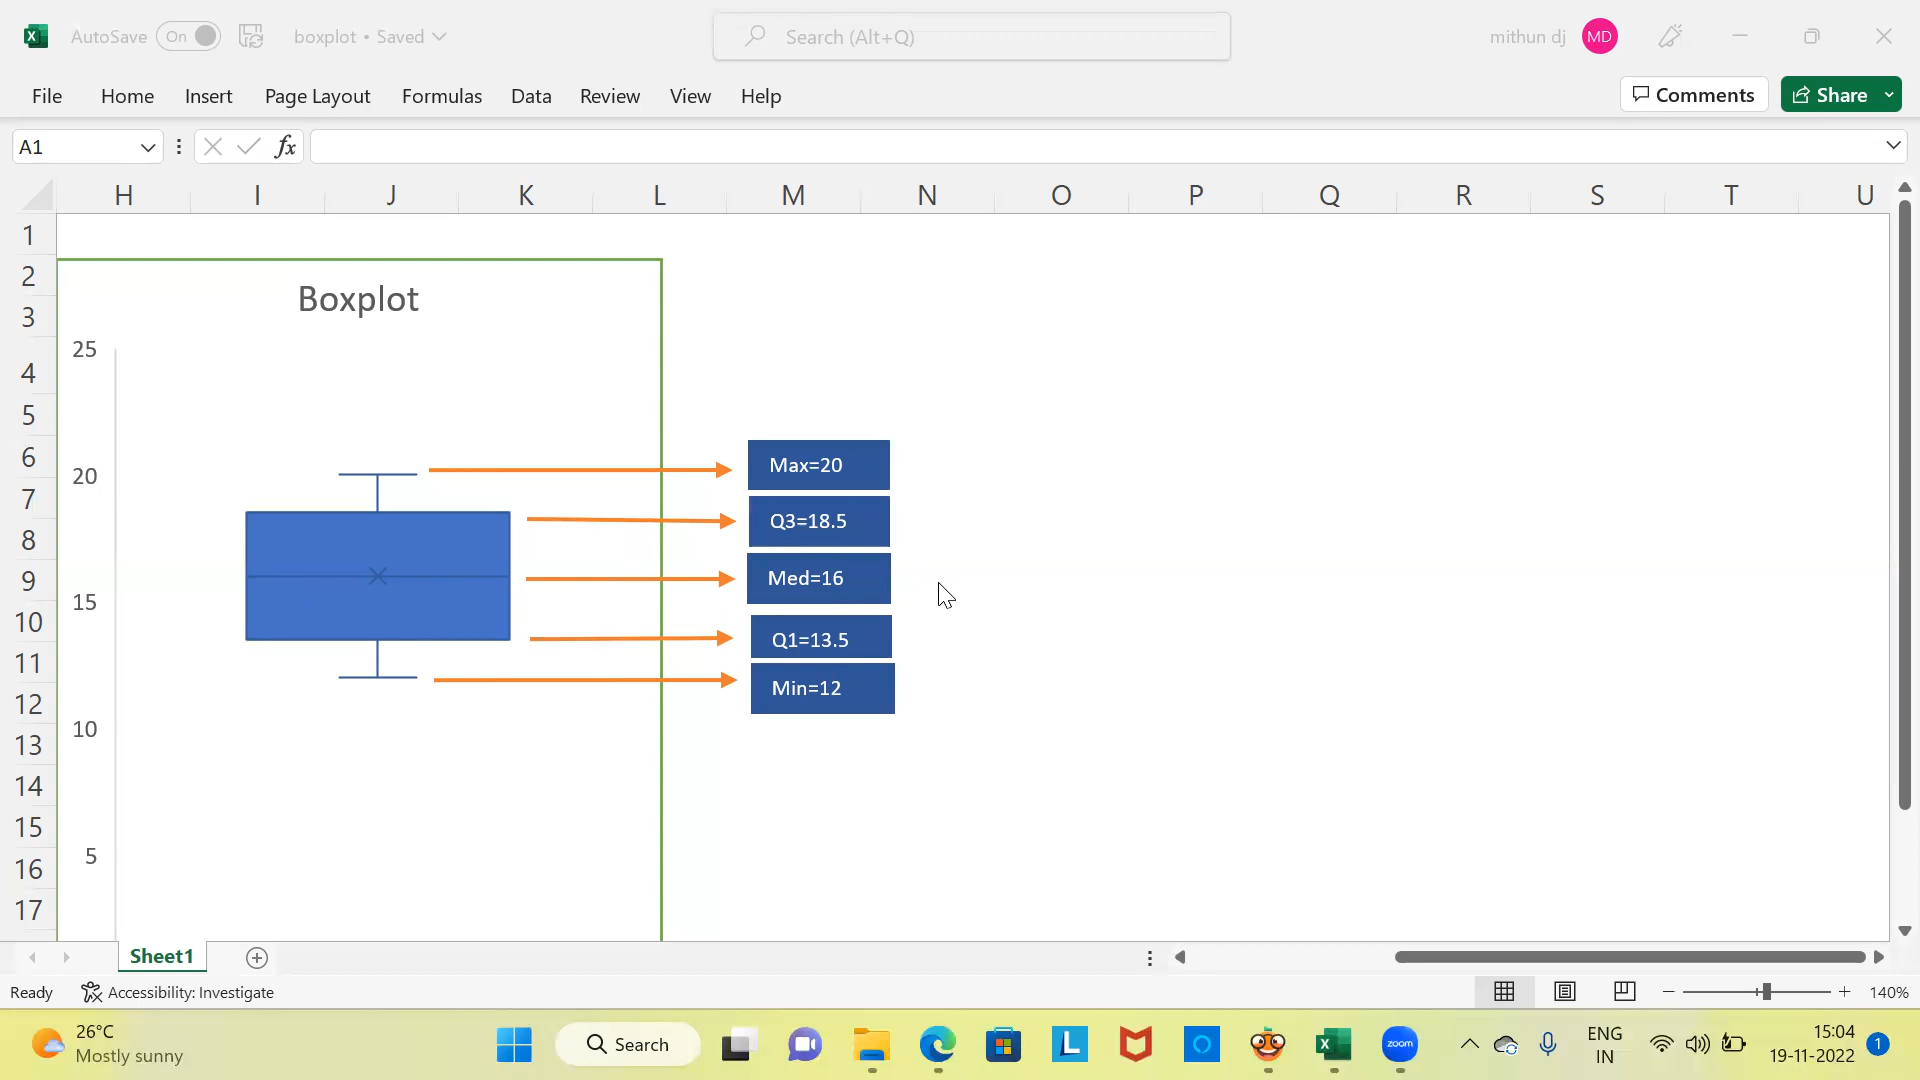 AutoSave On boxplot • Saved Search (Alt+Q) mithun dj MD
File Home Insert Page Layout Formulas Data Review View Help Comments Share
A1 fx
H I J K L M N O P Q R S T U
1
2
3
4
5
6
7
8
9
10
11
12
13
14
15
16
17
Boxplot
25
20
15
10
5
Max=20
Q3=18.5
Med=16
Q1=13.5
Min=12
Sheet1
Ready Accessibility: Investigate 140%
26°C
Mostly sunny
Search
L
zoom
ENG
IN
15:04
19-11-2022
1